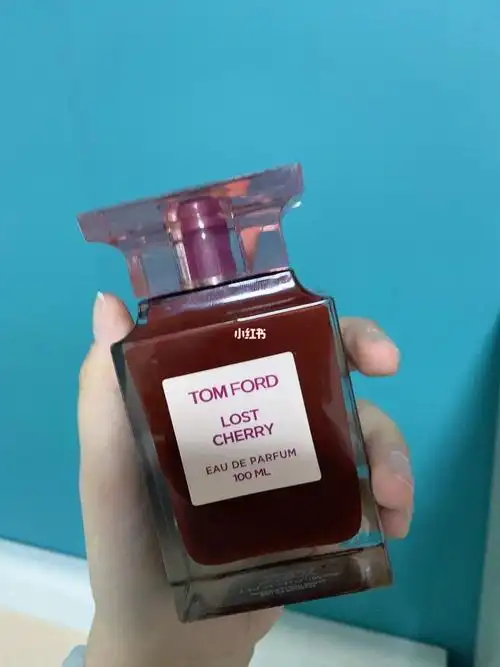 小红书
TOM FORD
LOST
CHERRY
EAU DE PARFUM
100 ML